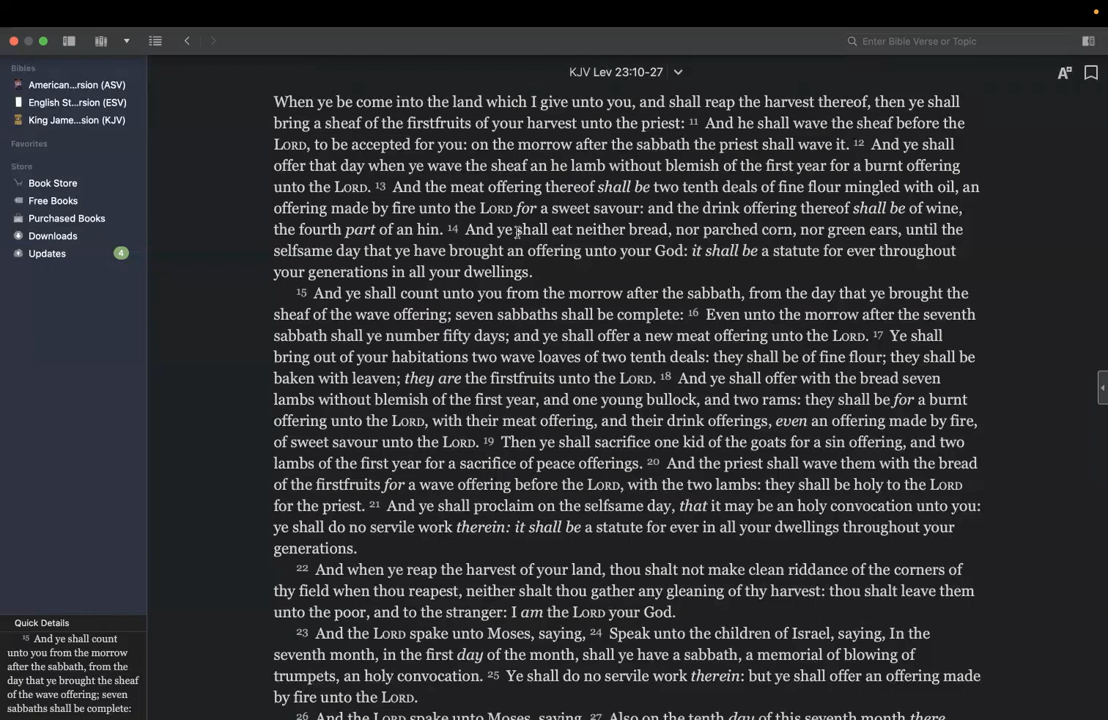 Enter Bible Verse or Topic
Bibles
American...rsion (ASV)
English St...rsion (ESV)
King Jame...sion (KJV)
Favorites
Store
Book Store
Free Books
Purchased Books
Downloads
Updates 4
KJV Lev 23:10-27
When ye be come into the land which I give unto you, and shall reap the harvest thereof, then ye shall
bring a sheaf of the firstfruits of your harvest unto the priest: 11 And he shall wave the sheaf before the
LORD, to be accepted for you: on the morrow after the sabbath the priest shall wave it. 12 And ye shall
offer that day when ye wave the sheaf an he lamb without blemish of the first year for a burnt offering
unto the LORD. 13 And the meat offering thereof shall be two tenth deals of fine flour mingled with oil, an
offering made by fire unto the LORD for a sweet savour: and the drink offering thereof shall be of wine,
the fourth part of an hin. 14 And ye shall eat neither bread, nor parched corn, nor green ears, until the
selfsame day that ye have brought an offering unto your God: it shall be a statute for ever throughout
your generations in all your dwellings.
15 And ye shall count unto you from the morrow after the sabbath, from the day that ye brought the
sheaf of the wave offering; seven sabbaths shall be complete: 16 Even unto the morrow after the seventh
sabbath shall ye number fifty days; and ye shall offer a new meat offering unto the LORD. 17 Ye shall
bring out of your habitations two wave loaves of two tenth deals: they shall be of fine flour; they shall be
baken with leaven; they are the firstfruits unto the LORD. 18 And ye shall offer with the bread seven
lambs without blemish of the first year, and one young bullock, and two rams: they shall be for a burnt
offering unto the LORD, with their meat offering, and their drink offerings, even an offering made by fire,
of sweet savour unto the LORD. 19 Then ye shall sacrifice one kid of the goats for a sin offering, and two
lambs of the first year for a sacrifice of peace offerings. 20 And the priest shall wave them with the bread
of the firstfruits for a wave offering before the LORD, with the two lambs: they shall be holy to the LORD
for the priest. 21 And ye shall proclaim on the selfsame day, that it may be an holy convocation unto you:
ye shall do no servile work therein: it shall be a statute for ever in all your dwellings throughout your
generations.
22 And when ye reap the harvest of your land, thou shalt not make clean riddance of the corners of
thy field when thou reapest, neither shalt thou gather any gleaning of thy harvest: thou shalt leave them
unto the poor, and to the stranger: I am the LORD your God.
23 And the LORD spake unto Moses, saying, 24 Speak unto the children of Israel, saying, In the
seventh month, in the first day of the month, shall ye have a sabbath, a memorial of blowing of
trumpets, an holy convocation. 25 Ye shall do no servile work therein: but ye shall offer an offering made
by fire unto the LORD.
26 And the LORD spake unto Moses, saying, 27 Also on the tenth day of this seventh month there
Quick Details
15 And ye shall count
unto you from the morrow
after the sabbath, from the
day that ye brought the sheaf
of the wave offering; seven
sabbaths shall be complete: